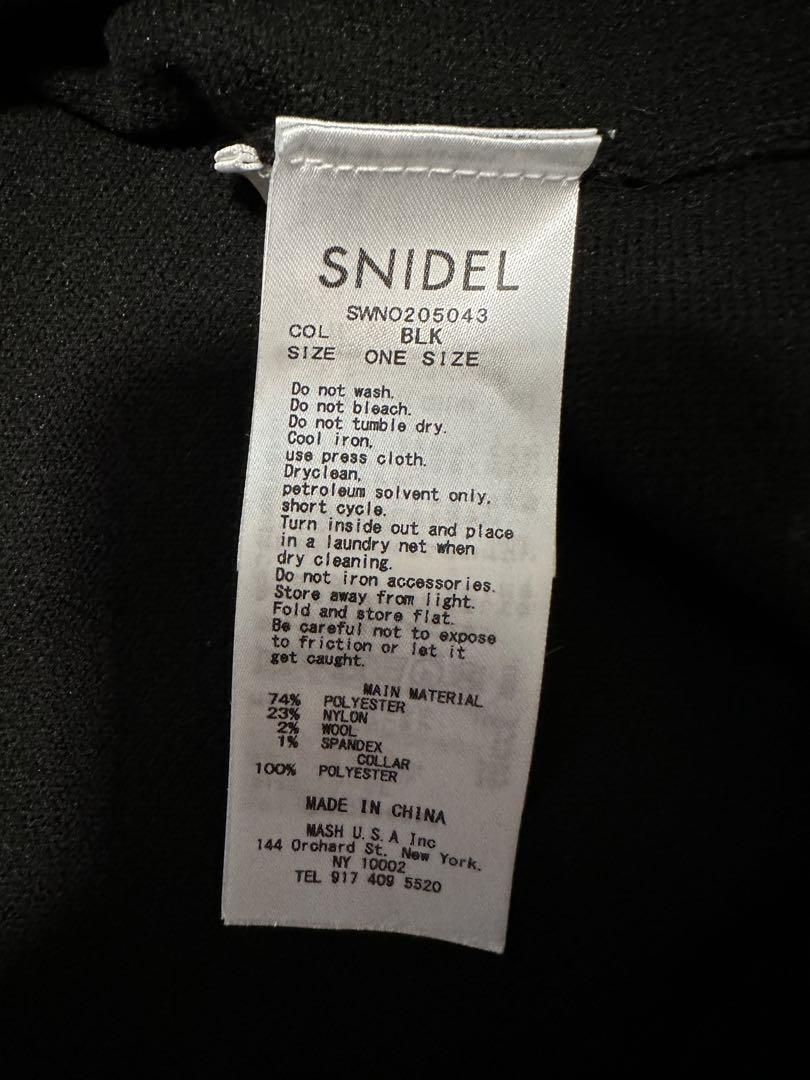 SNIDEL
SWNO205043
COL BLK
SIZE ONE SIZE
Do not wash.
Do not bleach.
Do not tumble dry.
Cool iron,
use press cloth.
Dryclean,
petroleum solvent only,
short cycle.
Turn inside out and place
in a laundry net when
dry cleaning.
Do not iron accessories.
Store away from light.
Fold and store flat.
Be careful not to expose
to friction or let it
get caught.
MAIN MATERIAL
74% POLYESTER
23% NYLON
2% WOOL
1% SPANDEX
COLLAR
100% POLYESTER
MADE IN CHINA
MASH U.S.A Inc
144 Orchard St. New York.
NY 10002
TEL 917 409 5520